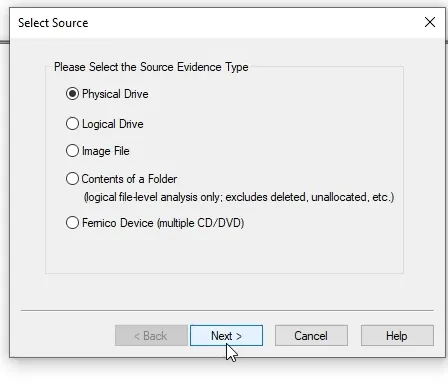 Select Source
Please Select the Source Evidence Type
Physical Drive
Logical Drive
Image File
Contents of a Folder
(logical file-level analysis only; excludes deleted, unallocated, etc.)
Fernico Device (multiple CD/DVD)
< Back Next > Cancel Help